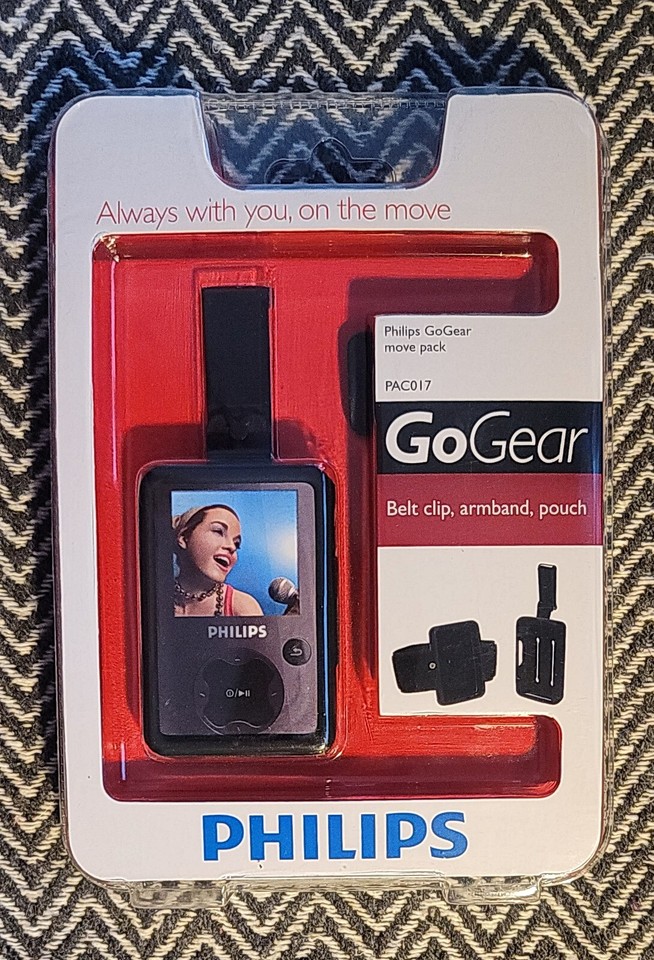 Always with you, on the move
Philips GoGear
move pack
PAC017
GoGear
Belt clip, armband, pouch
PHILIPS
PHILIPS